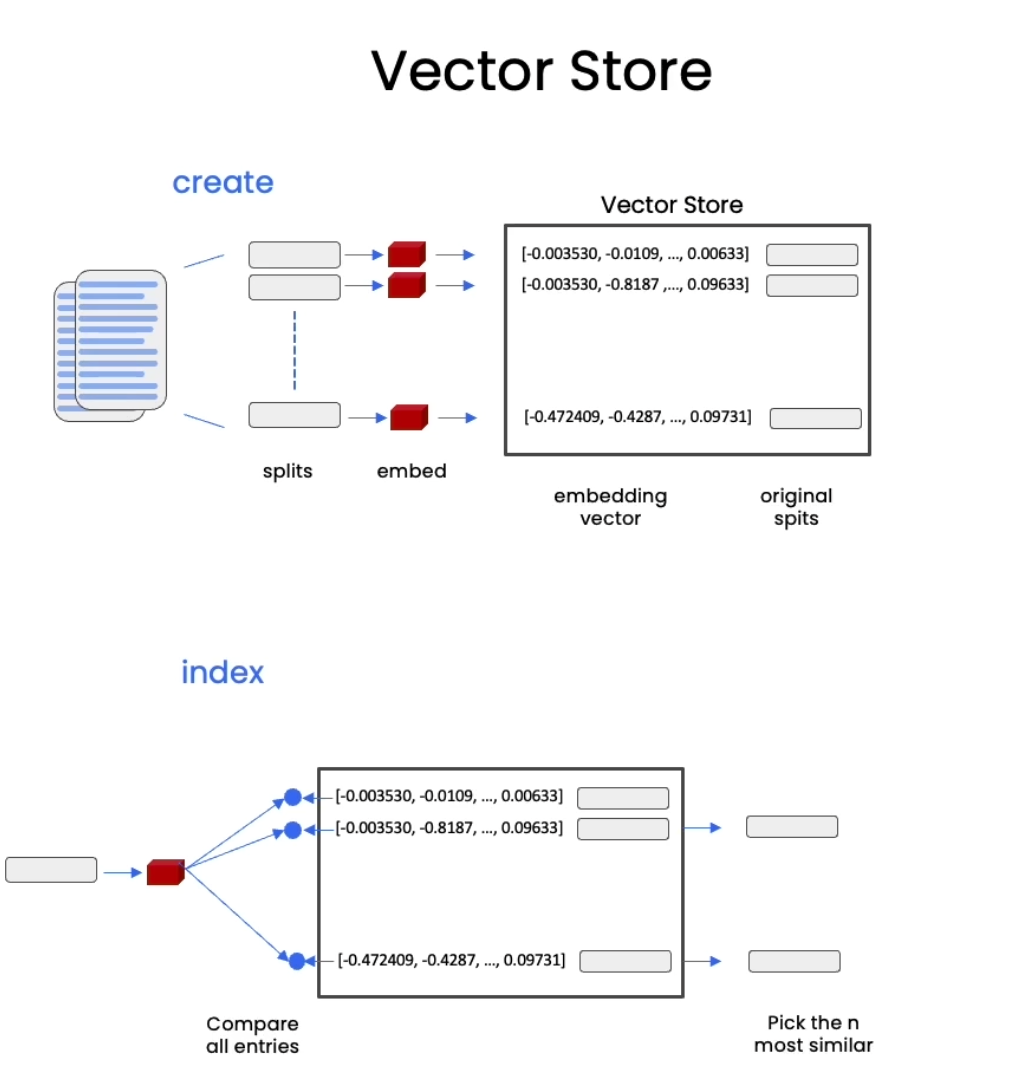 Vector Store
create
Vector Store
[-0.003530, -0.0109, ..., 0.00633]
[-0.003530, -0.8187 ,..., 0.09633]
[-0.472409, -0.4287, ..., 0.09731]
splits
embed
embedding
vector
original
spits
index
[-0.003530, -0.0109, ..., 0.00633]
[-0.003530, -0.8187, ..., 0.09633]
[-0.472409, -0.4287, ..., 0.09731]
Compare
all entries
Pick the n
most similar